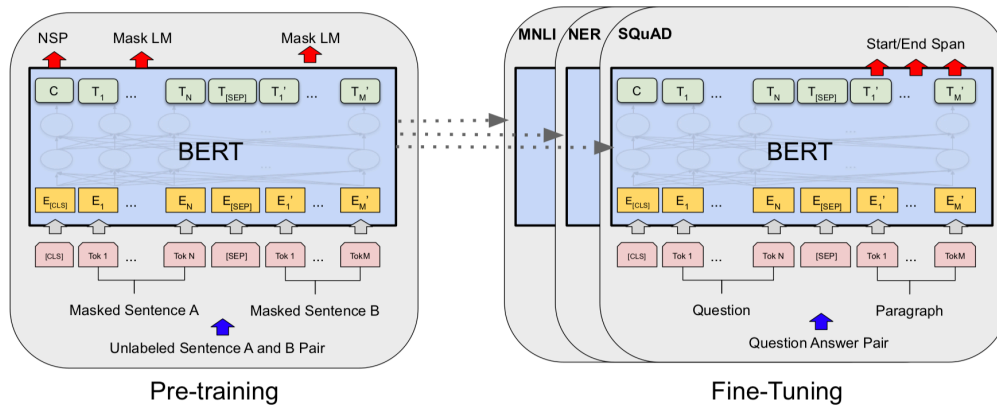 NSP Mask LM Mask LM
C T1 ... TN T[SEP] T1' ... TM'
...
BERT
...
E[CLS] E1 ... EN E[SEP] E1' ... EM'
[CLS] Tok 1 ... Tok N [SEP] Tok 1 ... TokM
Masked Sentence A Masked Sentence B
Unlabeled Sentence A and B Pair
Pre-training
MNLI NER SQuAD
Start/End Span
C T1 ... TN T[SEP] T1' ... TM'
...
BERT
...
E[CLS] E1 ... EN E[SEP] E1' ... EM'
[CLS] Tok 1 ... Tok N [SEP] Tok 1 ... TokM
Question Paragraph
Question Answer Pair
Fine-Tuning